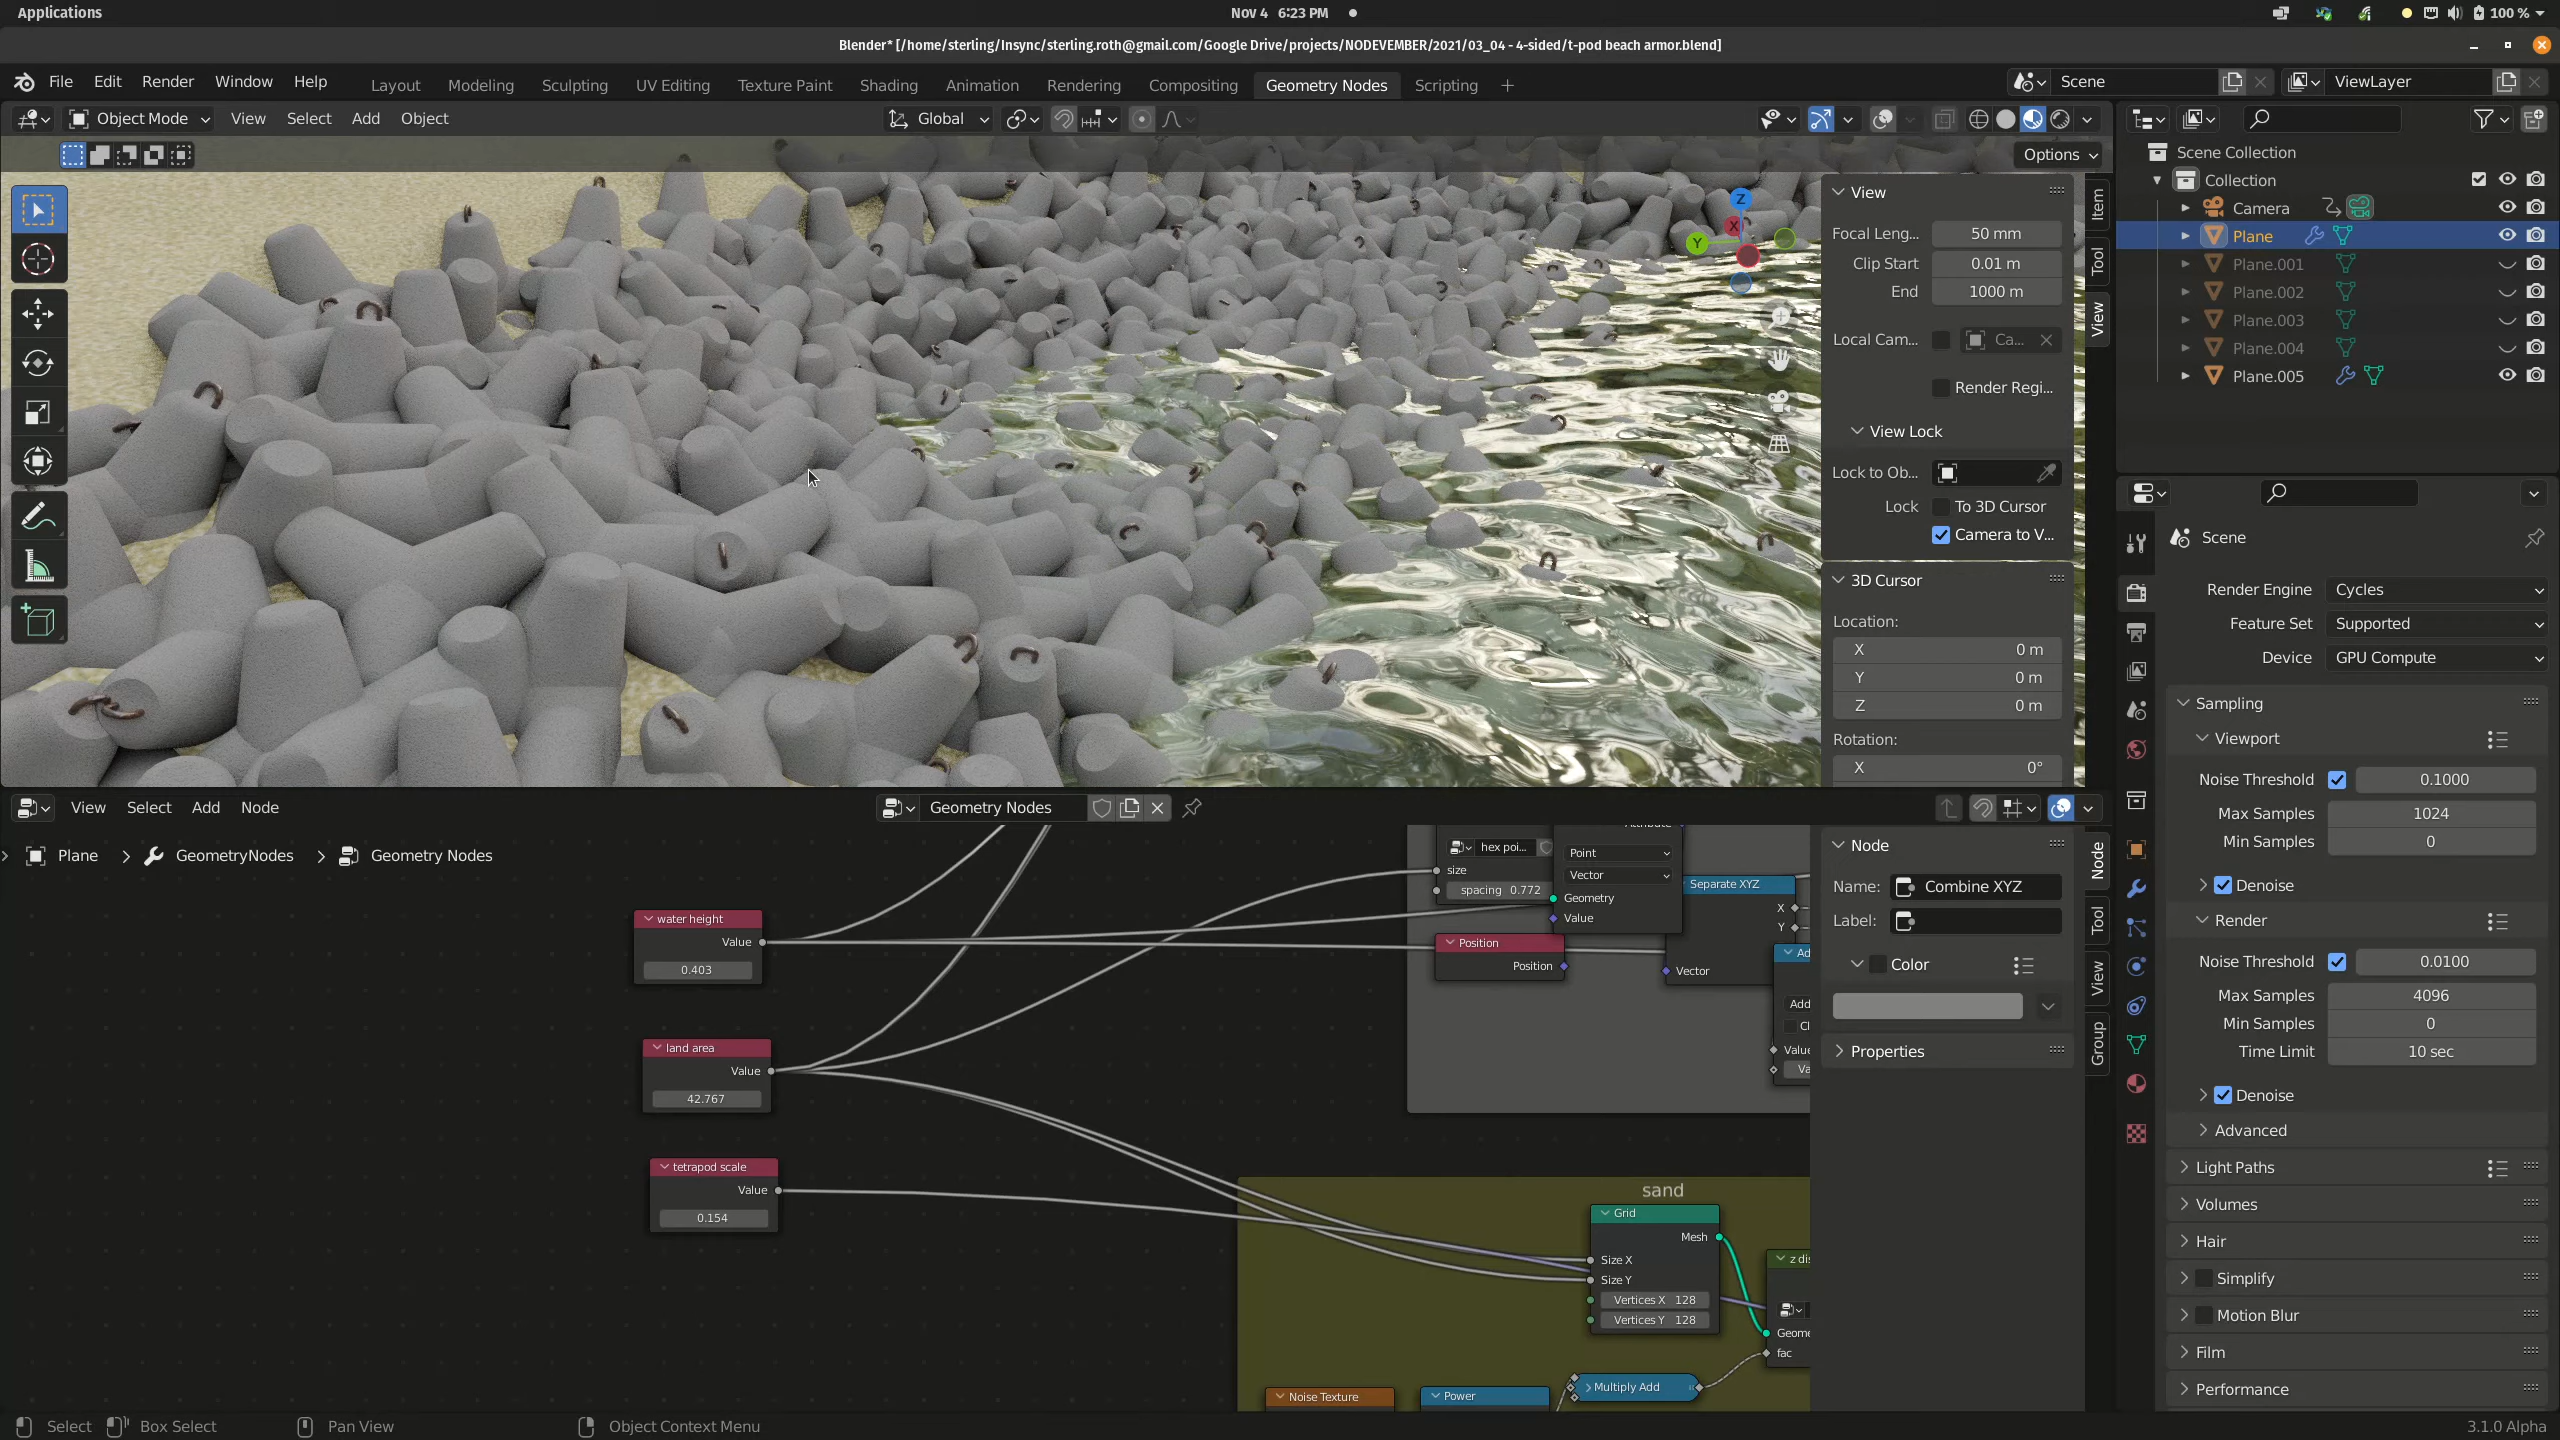 Applications
Nov 4 6:23 PM
100 %
Blender* [/home/sterling/Insync/sterling.roth@gmail.com/Google Drive/projects/NODEVEMBER/2021/03_04 - 4-sided/t-pod beach armor.blend]
File Edit Render Window Help
Layout Modeling Sculpting UV Editing Texture Paint Shading Animation Rendering Compositing Geometry Nodes Scripting +
Scene
ViewLayer
Object Mode View Select Add Object
Global
Options
Z
X
Y
View
Focal Leng... 50 mm
Clip Start 0.01 m
End 1000 m
Local Cam... Ca...
Render Regi...
View Lock
Lock to Ob...
Lock To 3D Cursor
Camera to V...
3D Cursor
Location:
X 0 m
Y 0 m
Z 0 m
Rotation:
X 0°
Item
Tool
View
Scene Collection
Collection
Camera
Plane
Plane.001
Plane.002
Plane.003
Plane.004
Plane.005
Scene
Render Engine Cycles
Feature Set Supported
Device GPU Compute
Sampling
Viewport
Noise Threshold 0.1000
Max Samples 1024
Min Samples 0
Denoise
Render
Noise Threshold 0.0100
Max Samples 4096
Min Samples 0
Time Limit 10 sec
Denoise
Advanced
Light Paths
Volumes
Hair
Simplify
Motion Blur
Film
Performance
View Select Add Node
Geometry Nodes
Plane > GeometryNodes > Geometry Nodes
water height
Value
0.403
land area
Value
42.767
tetrapod scale
Value
0.154
hex poi...
size
spacing 0.772
Position
Position
Point
Vector
Geometry
Value
Separate XYZ
X
Y
Vector
Ad
Add
Cl
Value
Va
sand
Grid
Mesh
Size X
Size Y
Vertices X 128
Vertices Y 128
z dis
Geome
fac
Noise Texture
Power
Multiply Add
Node
Name: Combine XYZ
Label:
Color
Properties
Node
Tool
View
Group
Select Box Select Pan View Object Context Menu
3.1.0 Alpha